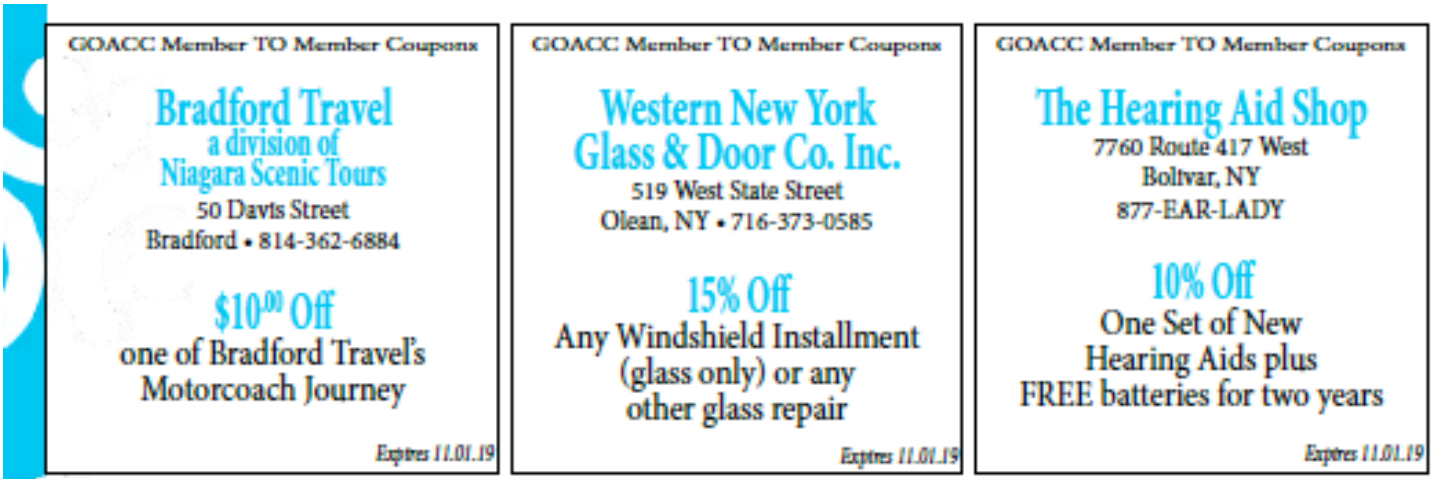 GOACC Member TO Member Coupons
Bradford Travel
a division of
Niagara Scenic Tours
50 Davis Street
Bradford • 814-362-6884
$10.00 Off
one of Bradford Travel's
Motorcoach Journey
Expires 11.01.19
GOACC Member TO Member Coupons
Western New York
Glass & Door Co. Inc.
519 West State Street
Olean, NY • 716-373-0585
15% Off
Any Windshield Installment
(glass only) or any
other glass repair
Expires 11.01.19
GOACC Member TO Member Coupons
The Hearing Aid Shop
7760 Route 417 West
Bolivar, NY
877-EAR-LADY
10% Off
One Set of New
Hearing Aids plus
FREE batteries for two years
Expires 11.01.19